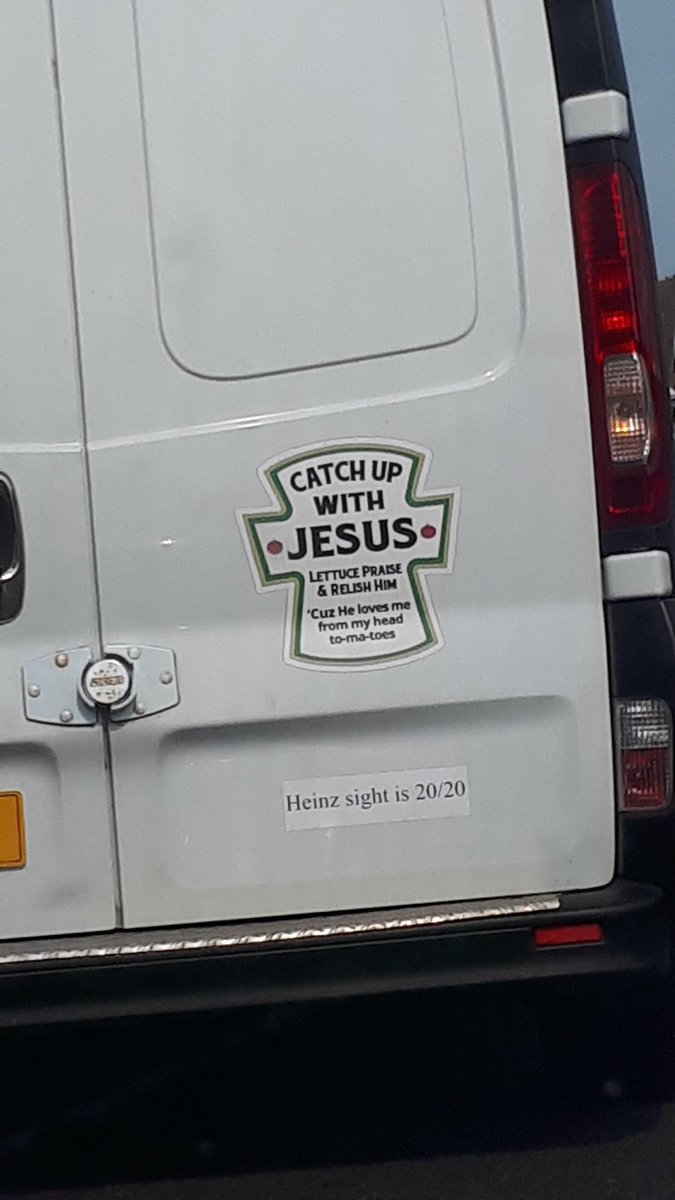 CATCH UP
WITH
JESUS
LETTUCE PRAISE
& RELISH HIM
'Cuz He loves me
from my head
to-ma-toes
Heinz sight is 20/20